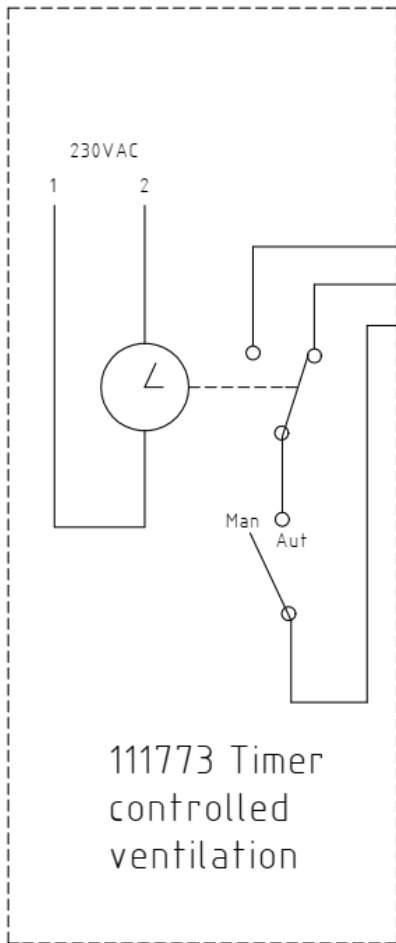 230VAC
1 2
Man
Aut
111773 Timer
controlled
ventilation